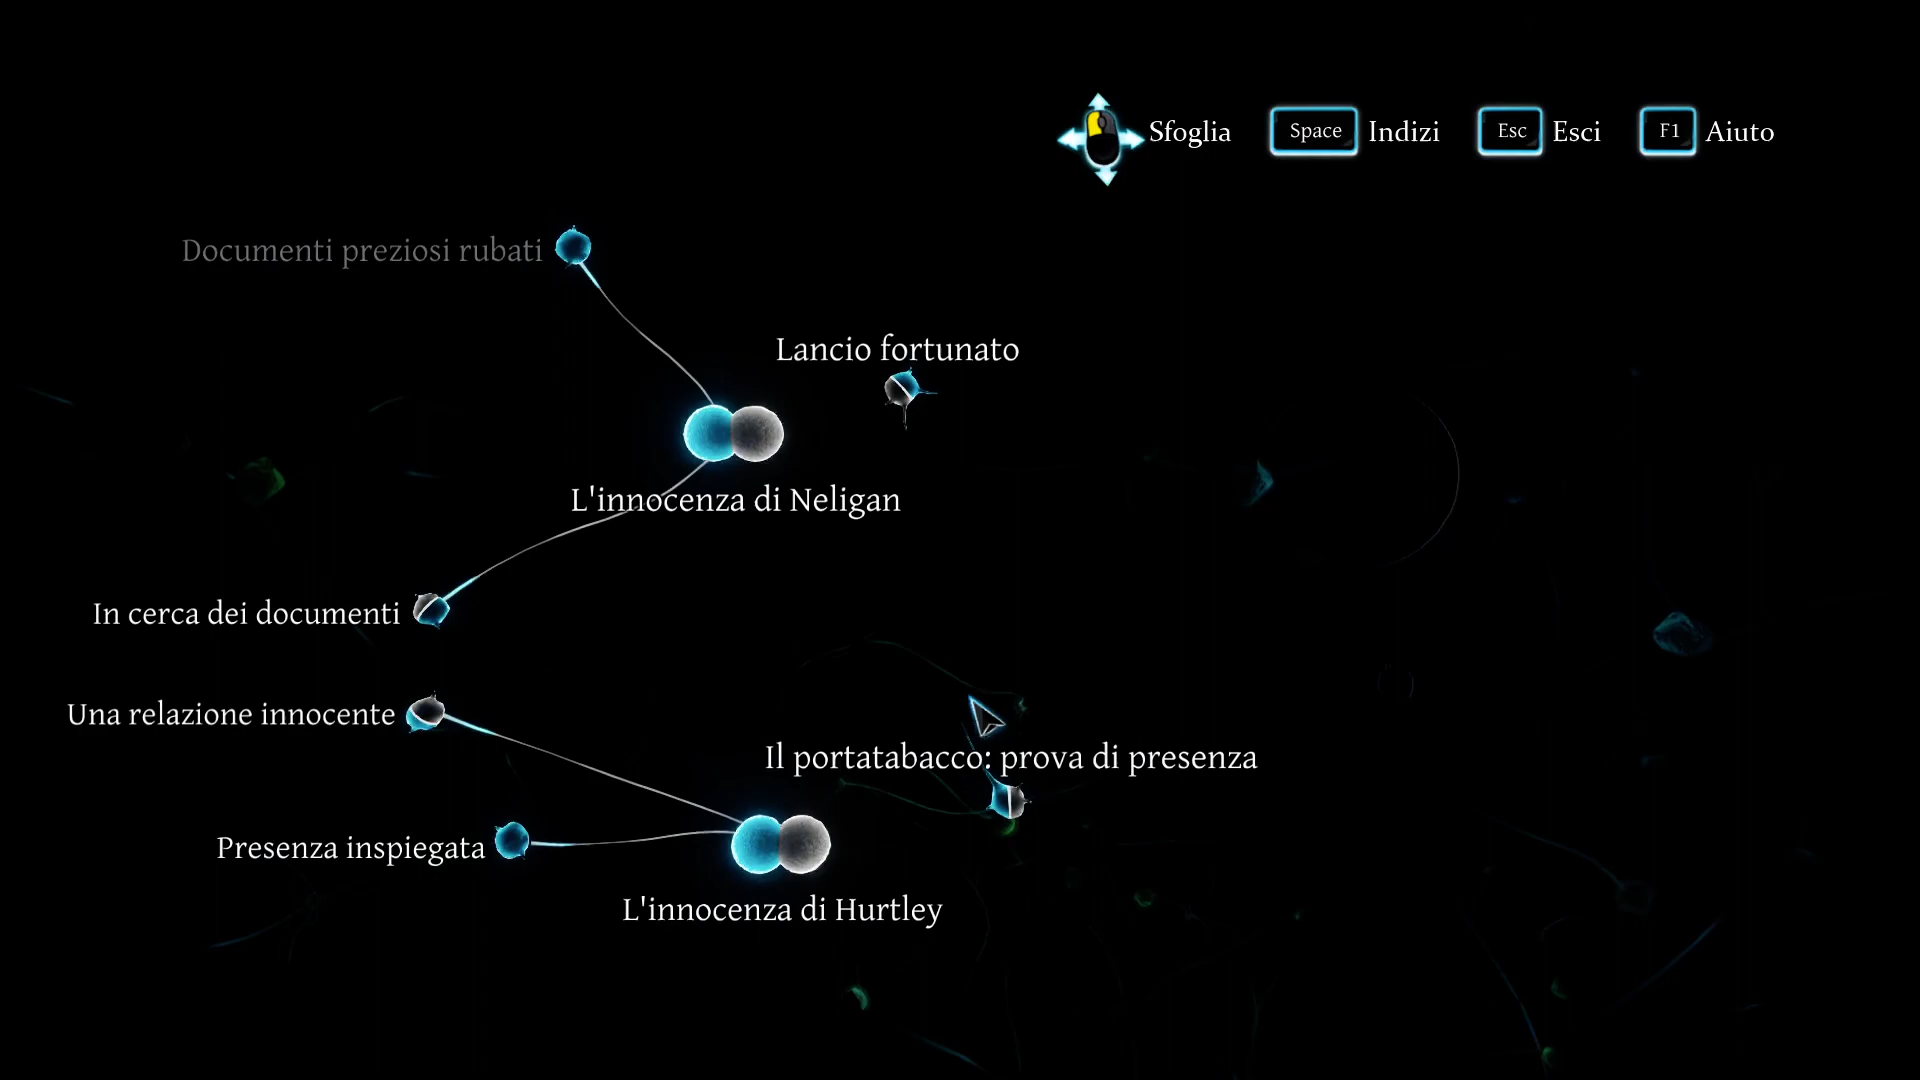 Sfoglia
Space
Indizi
Esc
Esci
F1
Aiuto
Documenti preziosi rubati
Lancio fortunato
L'innocenza di Neligan
In cerca dei documenti
Una relazione innocente
Il portatabacco: prova di presenza
Presenza inspiegata
L'innocenza di Hurtley